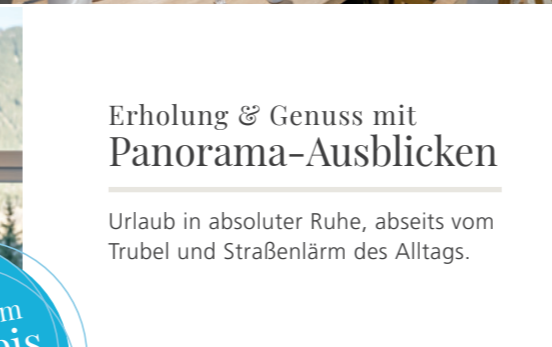 Erholung & Genuss mit
Panorama-Ausblicken
Urlaub in absoluter Ruhe, abseits vom
Trubel und Straßenlärm des Alltags.